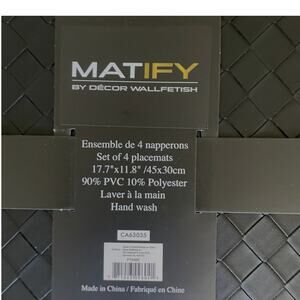 MATIFY
BY DÉCOR WALLFETISH
Ensemble de 4 napperons
Set of 4 placemats
17.7"x11.8" /45x30cm
90% PVC 10% Polyester
Laver à la main
Hand wash
CA63035
Made in China / Fabriqué en Chine